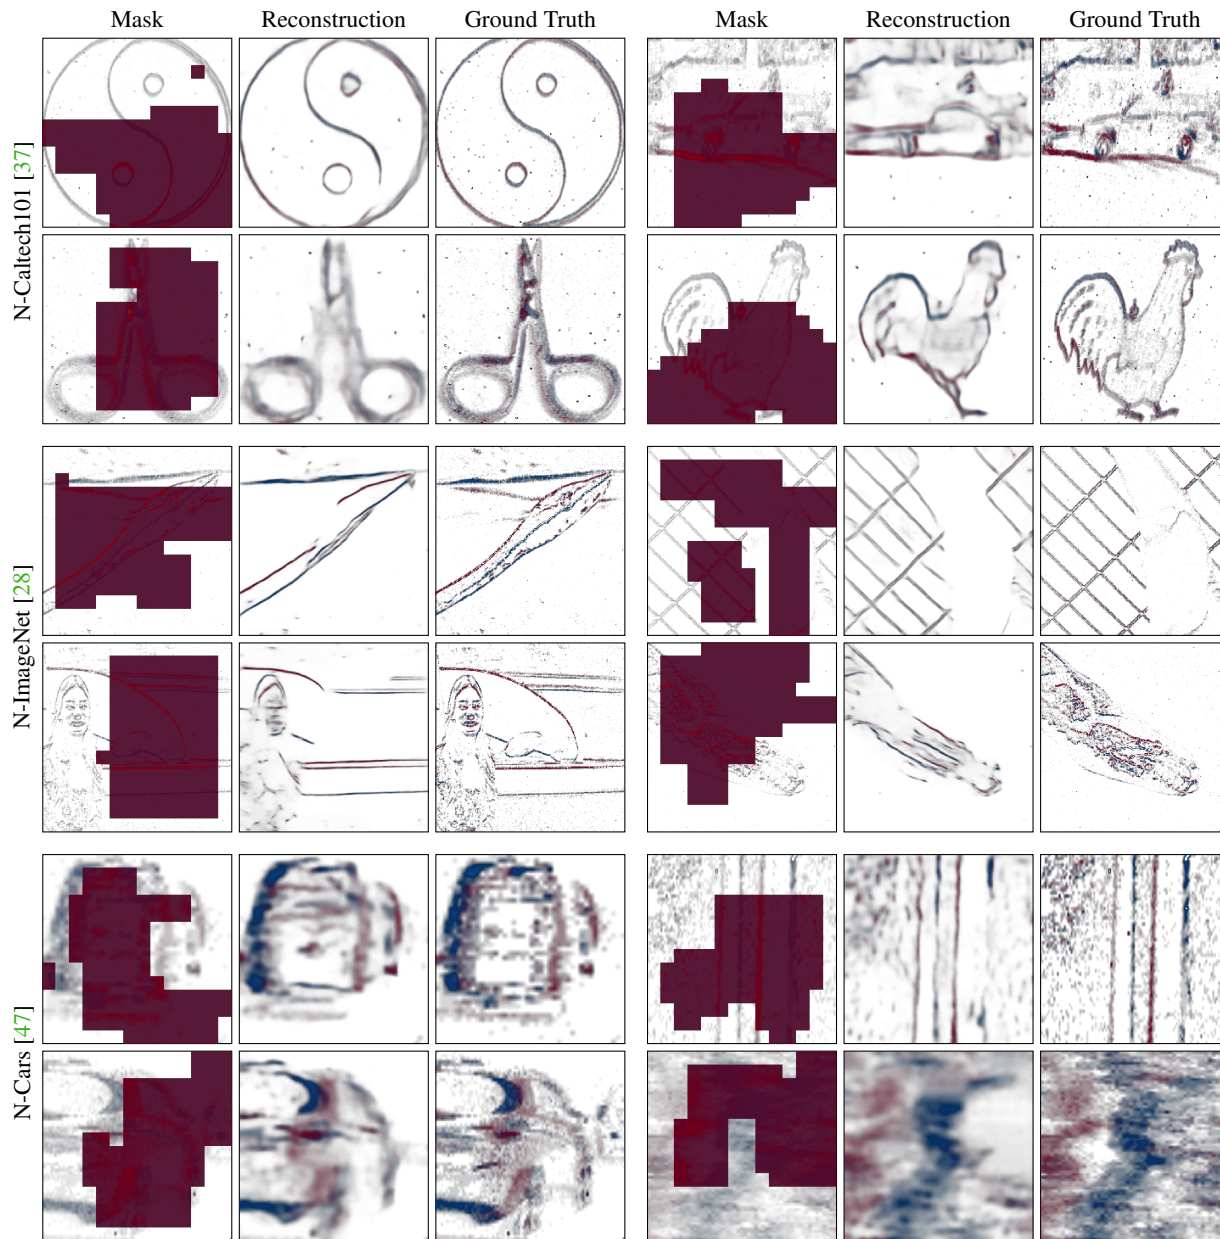 Mask Reconstruction Ground Truth Mask Reconstruction Ground Truth
N-Caltech101 [37]
N-ImageNet [28]
N-Cars [47]